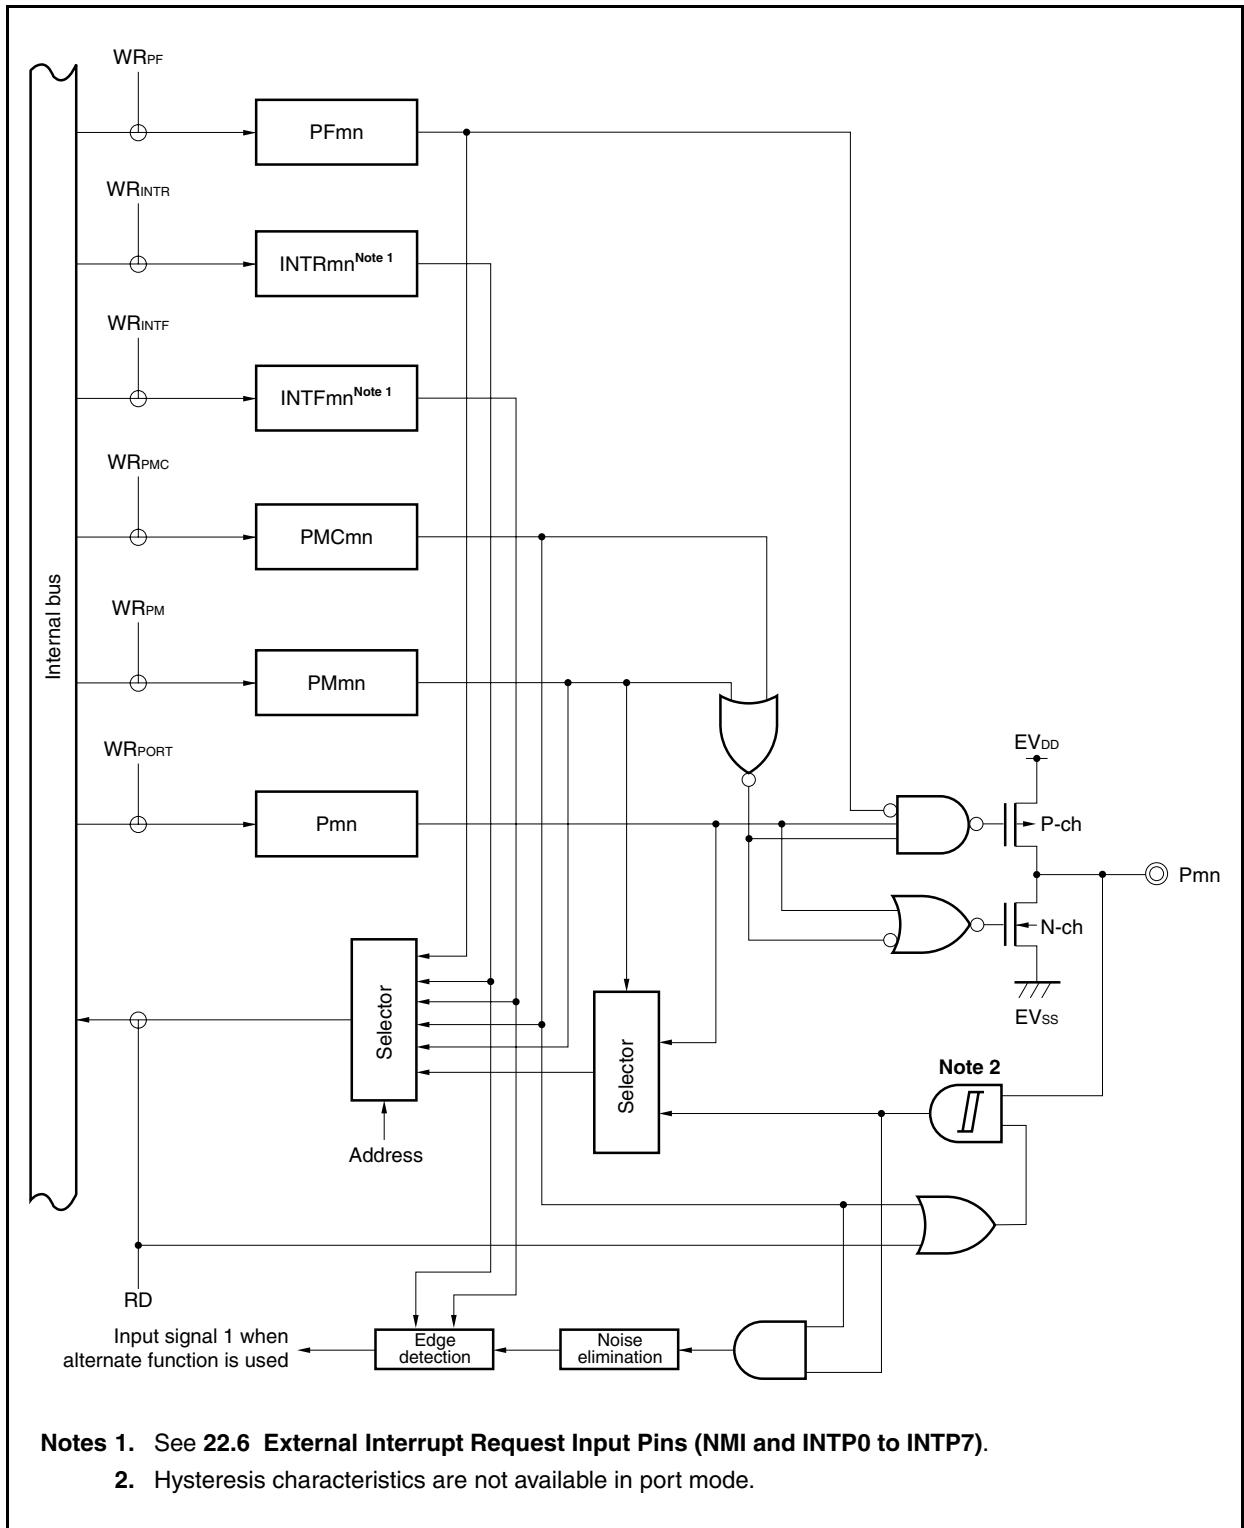 WRPF
PFmn
WRINTR
INTRmnNote 1
WRINTF
INTFmnNote 1
WRPMC
PMCmn
Internal bus
WRPM
PMmn
WRPORT
Pmn
EVDD
P-ch
Pmn
N-ch
EVSS
Selector
Selector
Note 2
Address
RD
Input signal 1 when
alternate function is used
Edge
detection
Noise
elimination
Notes 1. See 22.6 External Interrupt Request Input Pins (NMI and INTP0 to INTP7).
2. Hysteresis characteristics are not available in port mode.